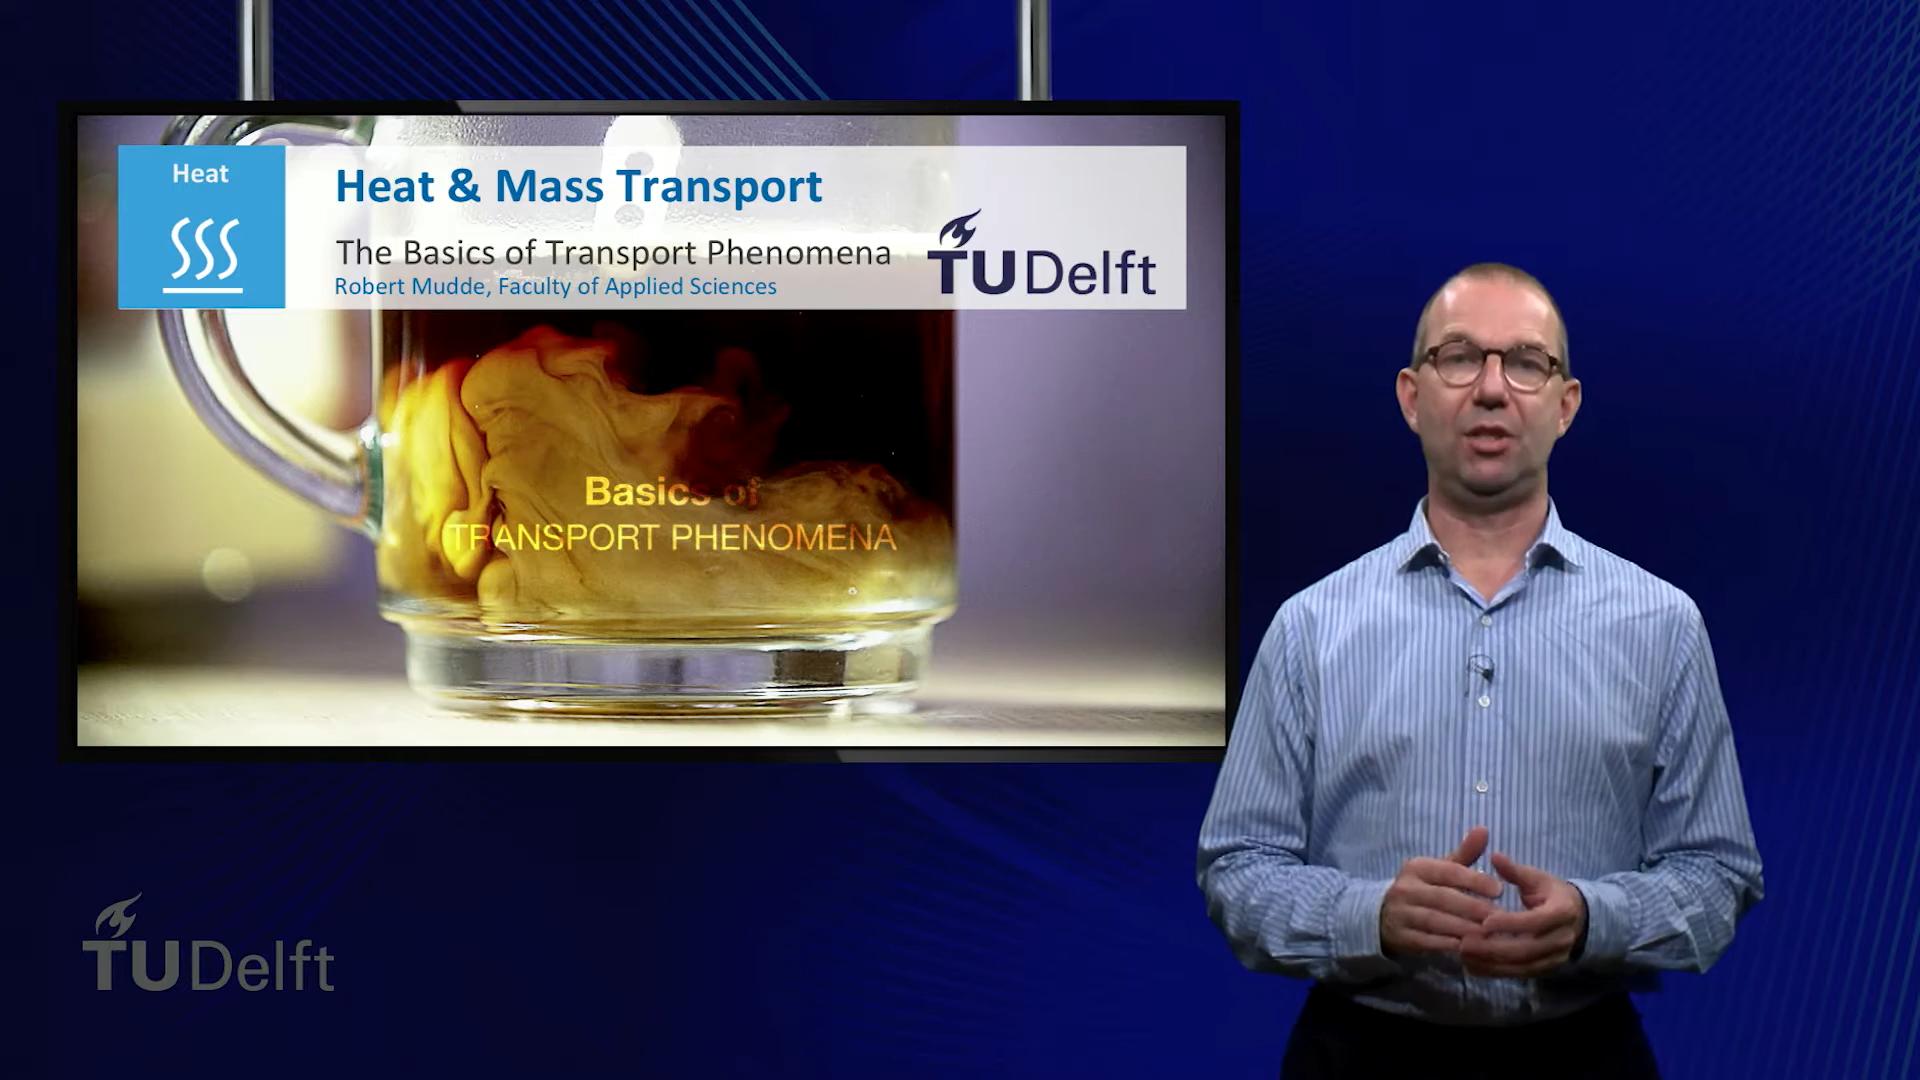 Heat
Heat & Mass Transport
The Basics of Transport Phenomena
Robert Mudde, Faculty of Applied Sciences
TUDelft
Basics of
TRANSPORT PHENOMENA
TUDelft